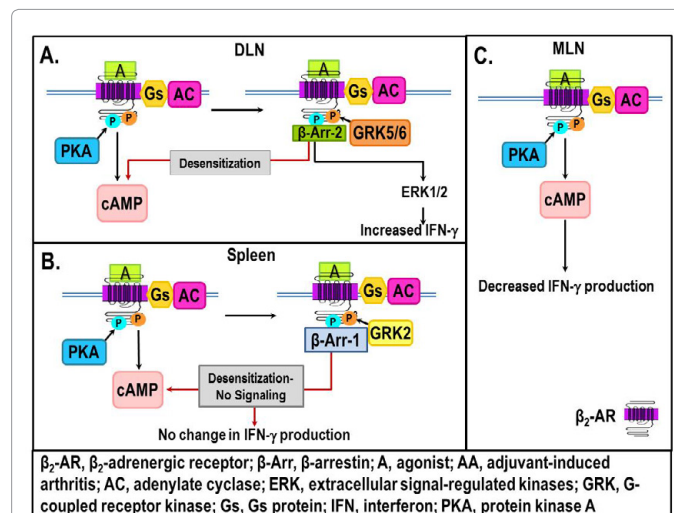 A.
DLN
A
Gs
AC
P
P
PKA
cAMP
Desensitization
A
Gs
AC
P
P
β-Arr-2
GRK5/6
ERK1/2
Increased IFN-γ
B.
Spleen
A
Gs
AC
P
P
PKA
cAMP
Desensitization-
No Signaling
A
Gs
AC
P
P
β-Arr-1
GRK2
No change in IFN-γ production
C.
MLN
A
Gs
AC
P
P
PKA
cAMP
Decreased IFN-γ production
β₂-AR
β₂-AR, β₂-adrenergic receptor; β-Arr, β-arrestin; A, agonist; AA, adjuvant-induced
arthritis; AC, adenylate cyclase; ERK, extracellular signal-regulated kinases; GRK, G-
coupled receptor kinase; Gs, Gs protein; IFN, interferon; PKA, protein kinase A